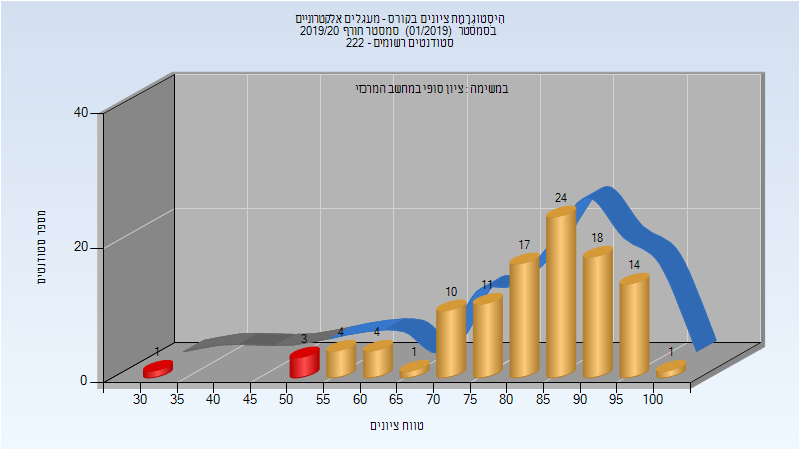 היסטוגרמת ציונים בקורס - מעגלים אלקטרוניים
בסמסטר (01/2019) סמסטר חורף 2019/20
סטודנטים רשומים - 222
במשימה : ציון סופי במחשב המרכזי
40
20
0
מספר סטודנטים
1
3
4
4
1
10
11
17
24
18
14
1
30 35 40 45 50 55 60 65 70 75 80 85 90 95 100
טווח ציונים